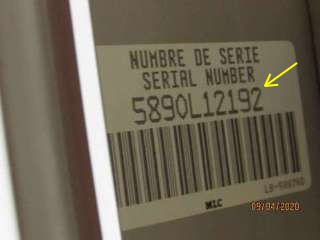 NUMBRE DE SERIE
SERIAL NUMBER
5890L12192
MLC
09/04/2020